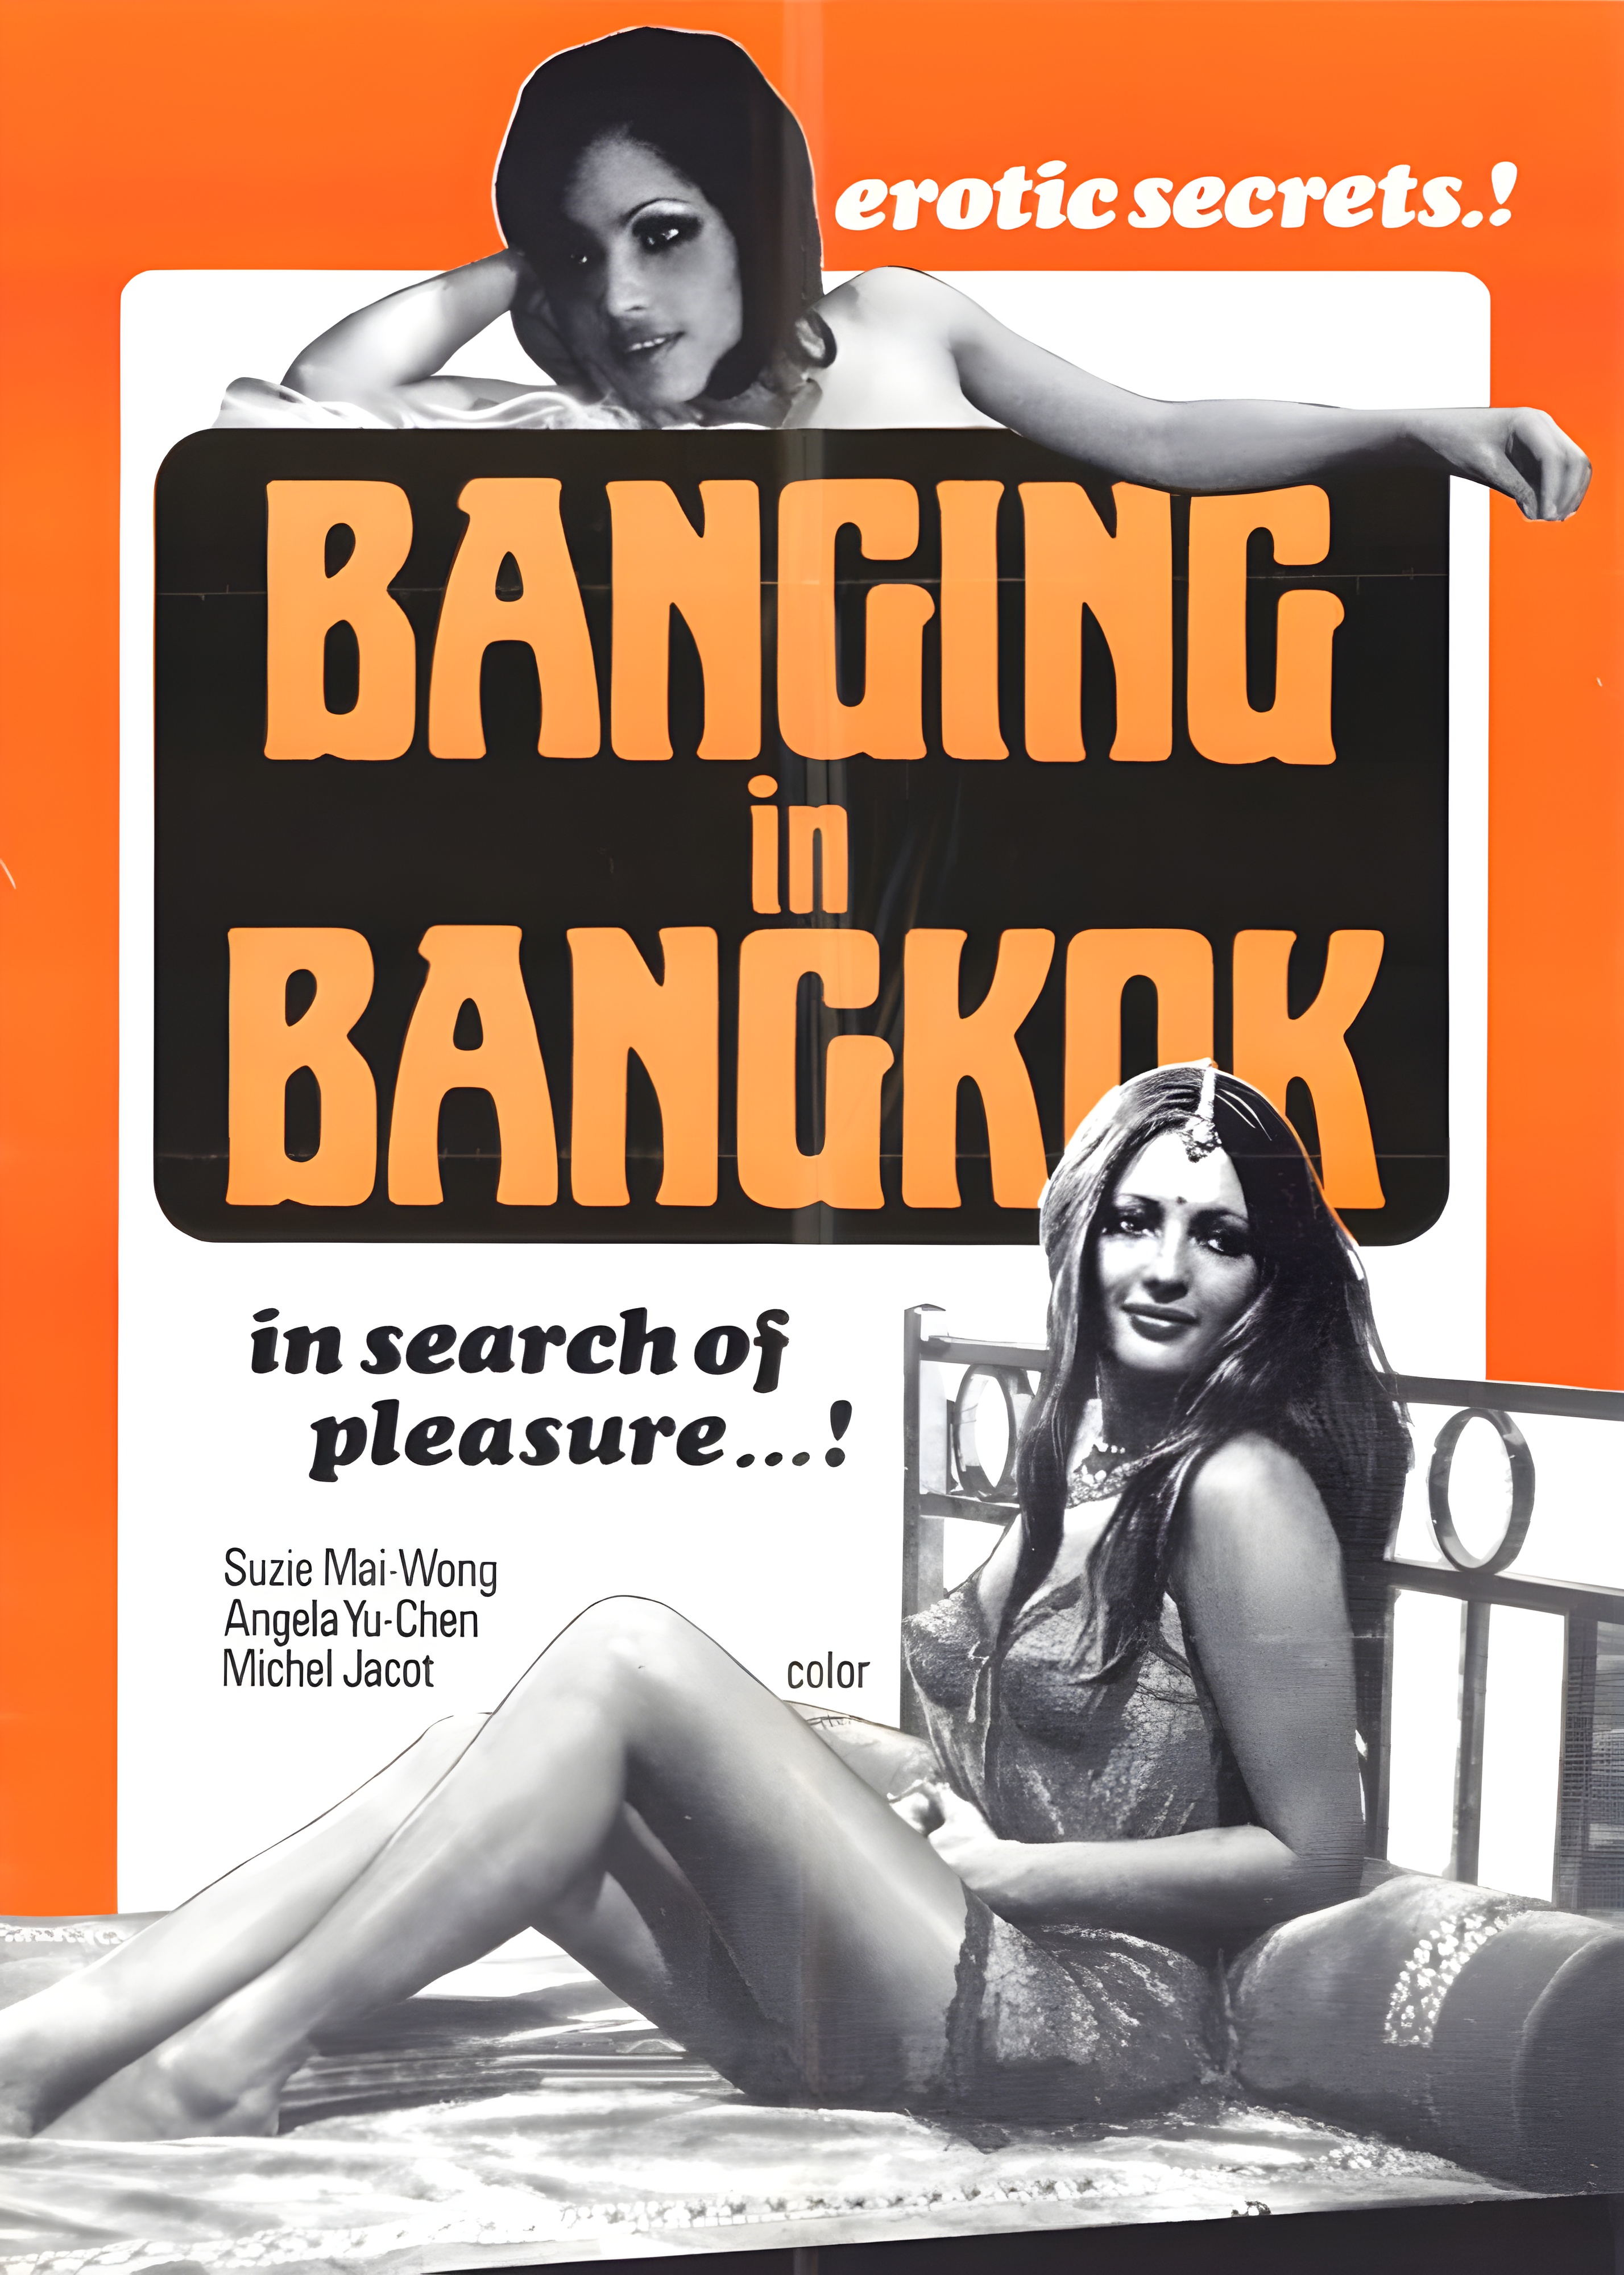 erotic secrets.!
BANGING
in
BANGKOK
in search of
pleasure...!
Suzie Mai-Wong
Angela Yu-Chen
Michel Jacot
color